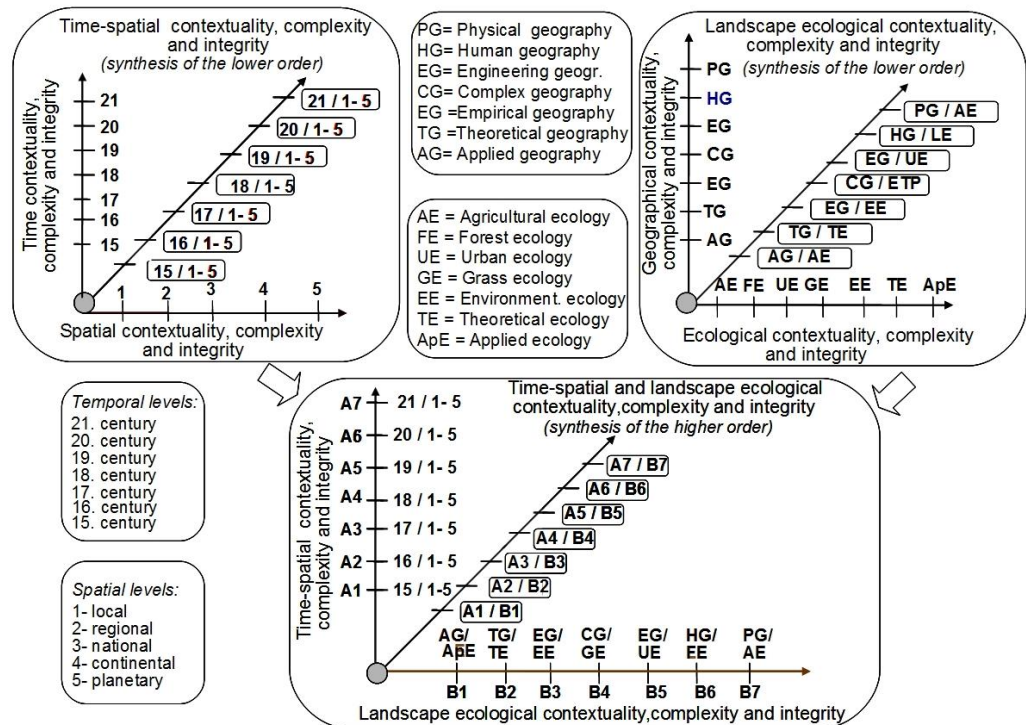 Time-spatial contextuality, complexity
and integrity
(synthesis of the lower order)
Time contextuality,
complexity and integrity
21
20
19
18
17
16
15
21 / 1- 5
20 / 1- 5
19 / 1- 5
18 / 1- 5
17 / 1- 5
16 / 1- 5
15 / 1- 5
1 2 3 4 5
Spatial contextuality, complexity
and integrity
PG= Physical geography
HG= Human geography
EG= Engineering geogr.
CG= Complex geography
EG= Empirical geography
TG =Theoretical geography
AG= Applied geography
AE = Agricultural ecology
FE = Forest ecology
UE = Urban ecology
GE = Grass ecology
EE = Environment. ecology
TE = Theoretical ecology
ApE = Applied ecology
Landscape ecological contextuality,
complexity and integrity
(synthesis of the lower order)
Geographical contextuality,
complexity and integrity
PG
HG
EG
CG
EG
TG
AG
PG / AE
HG / LE
EG / UE
CG / ETP
EG / EE
TG / TE
AG / AE
AE FE UE GE EE TE ApE
Ecological contextuality, complexity
and integrity
Temporal levels:
21. century
20. century
19. century
18. century
17. century
16. century
15. century
Spatial levels:
1- local
2- regional
3- national
4- continental
5- planetary
Time-spatial and landscape ecological
contextuality,complexity and integrity
(synthesis of the higher order)
Time-spatial contextuality,
complexity and integrity
A7 21 / 1- 5
A6 20 / 1- 5
A5 19 / 1- 5
A4 18 / 1- 5
A3 17 / 1- 5
A2 16 / 1- 5
A1 15 / 1-5
A7 / B7
A6 / B6
A5 / B5
A4 / B4
A3 / B3
A2 / B2
A1 / B1
AG/ TG/ EG/ CG/ EG/ HG/ PG/
ApE TE EE GE UE EE AE
B1 B2 B3 B4 B5 B6 B7
Landscape ecological contextuality,complexity and integrity